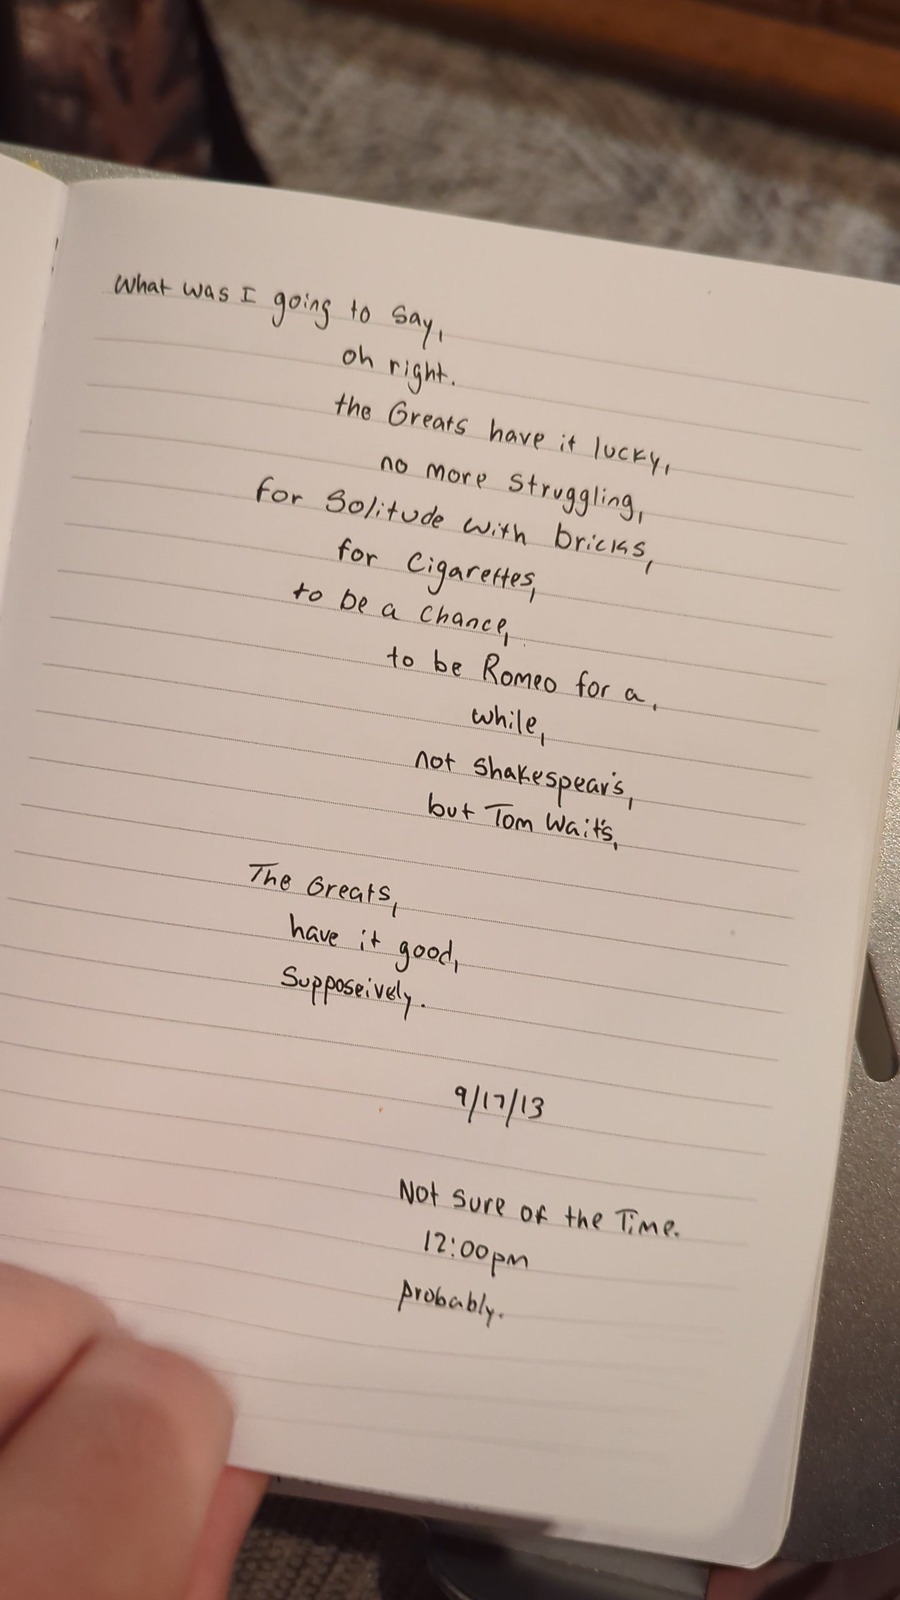 What was I going to say,
oh right.
the Greats have it lucky,
no more struggling,
for Solitude with bricks,
for Cigarettes,
to be a chance,
to be Romeo for a,
while,
not Shakespear's,
but Tom Wait's,
The Greats,
have it good,
Supposeively.
9/17/13
Not sure of the Time.
12:00pm
probably.